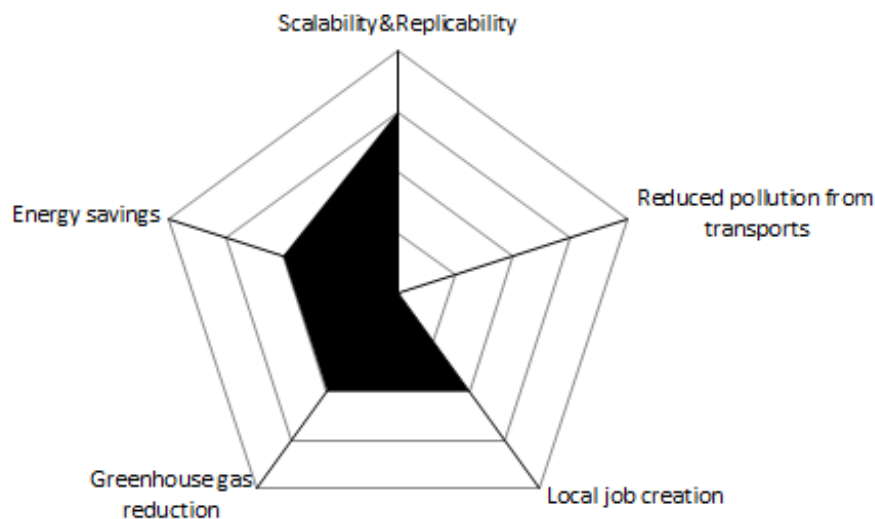 Scalability&Replicability
Reduced pollution from
transports
Energy savings
Greenhouse gas
reduction
Local job creation